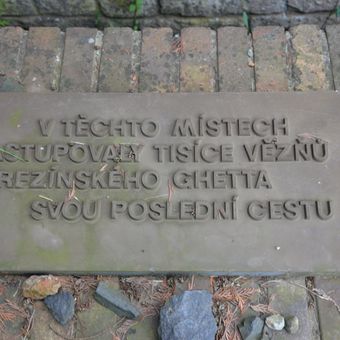 V TĚCHTO MÍSTECH
ASTUPOVALY TISÍCE VĚZŇŮ
REZÍNSKÉHO GHETTA
SVOU POSLEDNÍ CESTU